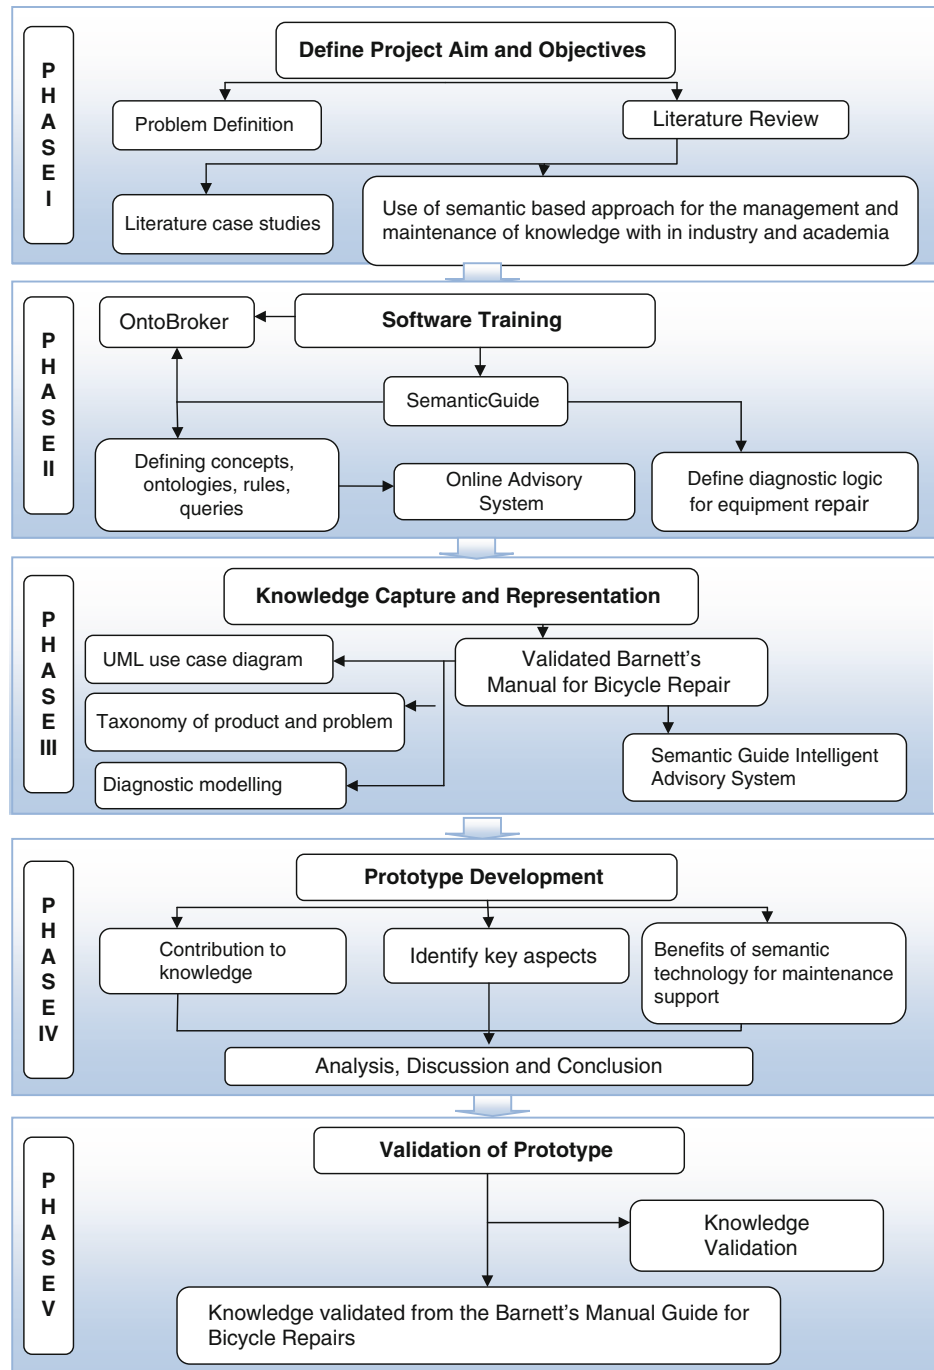 PHASE I
Define Project Aim and Objectives
Problem Definition
Literature Review
Literature case studies
Use of semantic based approach for the management and
maintenance of knowledge with in industry and academia
PHASE II
OntoBroker
Software Training
SemanticGuide
Defining concepts,
ontologies, rules,
queries
Online Advisory
System
Define diagnostic logic
for equipment repair
PHASE III
Knowledge Capture and Representation
UML use case diagram
Validated Barnett's
Manual for Bicycle Repair
Taxonomy of product and problem
Diagnostic modelling
Semantic Guide Intelligent
Advisory System
PHASE IV
Prototype Development
Contribution to
knowledge
Identify key aspects
Benefits of semantic
technology for maintenance
support
Analysis, Discussion and Conclusion
PHASE V
Validation of Prototype
Knowledge
Validation
Knowledge validated from the Barnett's Manual Guide for
Bicycle Repairs